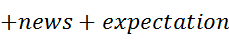 +news + expectation